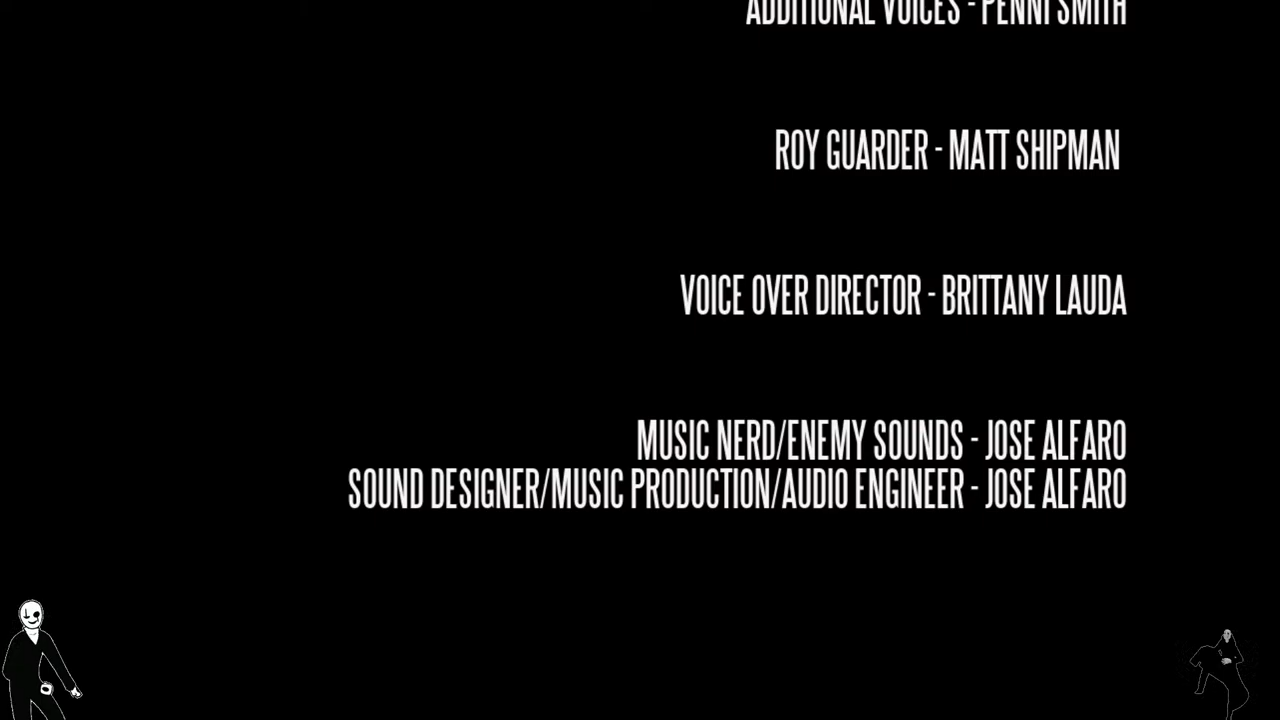 ADDITIONAL VOICES - PENNI SMITH
ROY GUARDER - MATT SHIPMAN
VOICE OVER DIRECTOR - BRITTANY LAUDA
MUSIC NERD/ENEMY SOUNDS - JOSE ALFARO
SOUND DESIGNER/MUSIC PRODUCTION/AUDIO ENGINEER - JOSE ALFARO